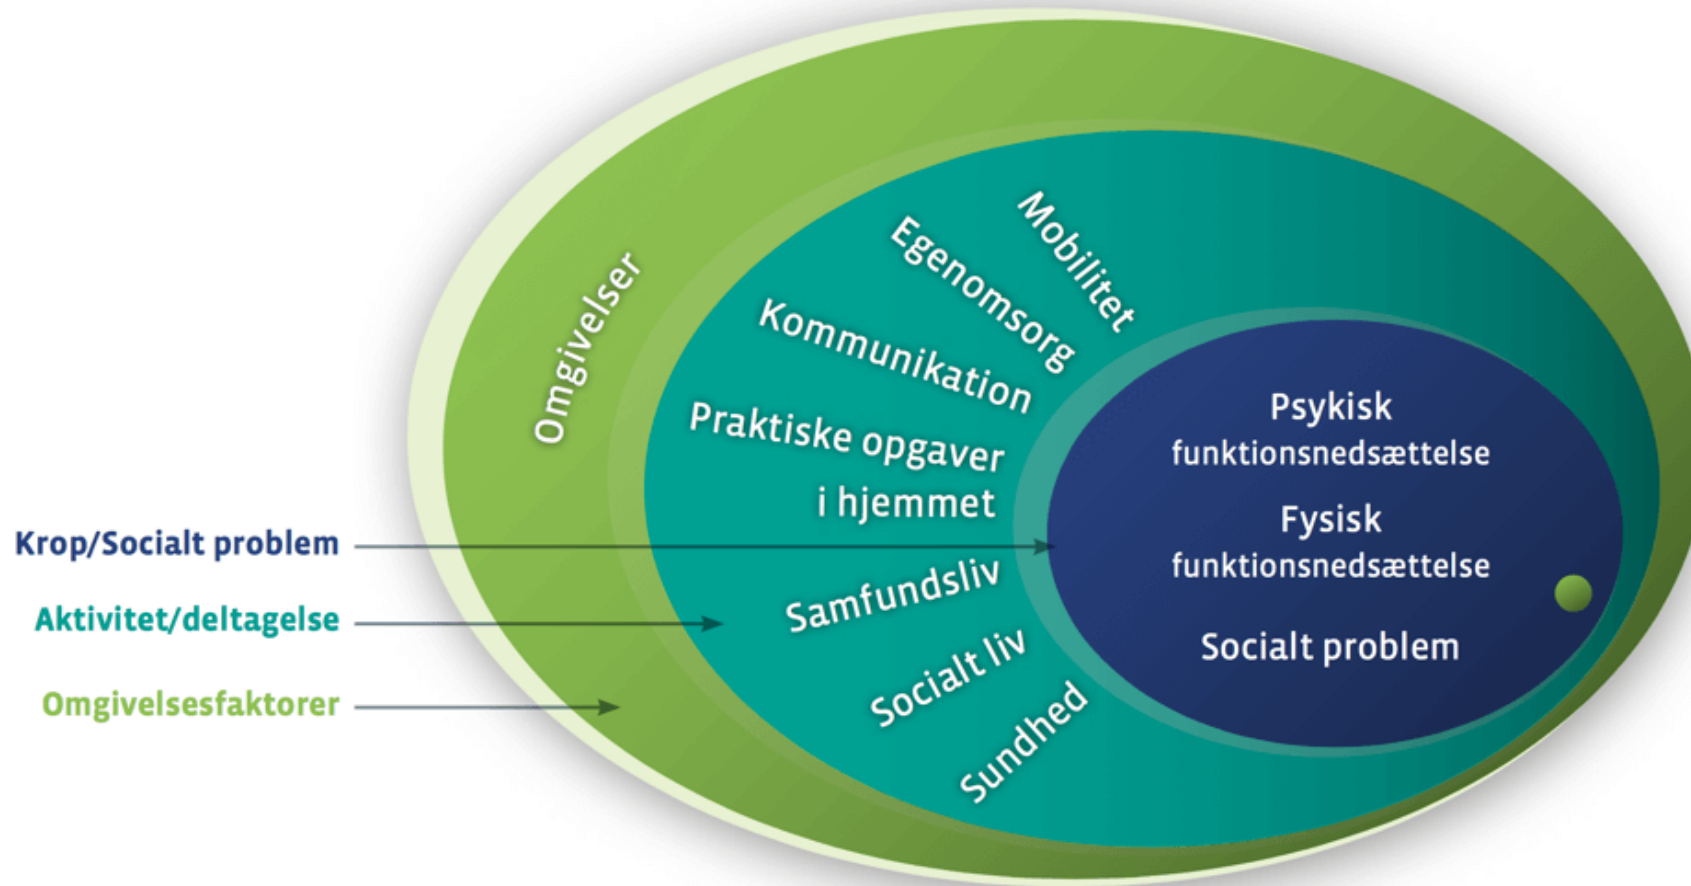 Omgivelser
Mobilitet
Egenomsorg
Kommunikation
Praktiske opgaver
i hjemmet
Samfundsliv
Socialt liv
Sundhed
Psykisk
funktionsnedsættelse
Fysisk
funktionsnedsættelse
Socialt problem
Krop/Socialt problem
Aktivitet/deltagelse
Omgivelsesfaktorer